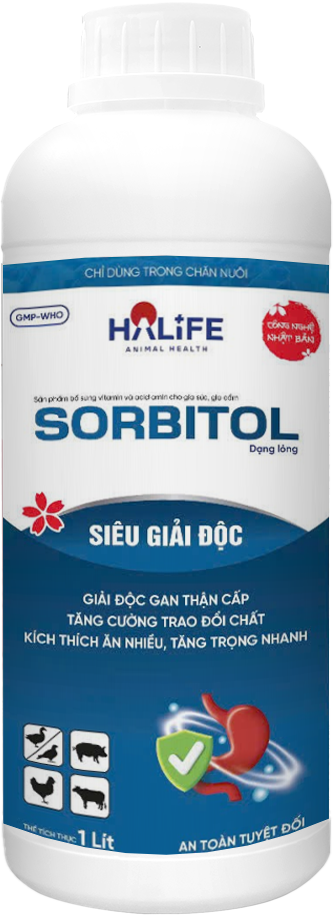 CHỈ DÙNG TRONG CHĂN NUÔI
GMP-WHO
HALiFE
ANIMAL HEALTH
CÔNG NGHỆ
NHẬT BẢN
Sản phẩm bổ sung vitamin và acid amin cho gia súc, gia cầm
SORBITOL
Dạng lỏng
SIÊU GIẢI ĐỘC
GIẢI ĐỘC GAN THẬN CẤP
TĂNG CƯỜNG TRAO ĐỔI CHẤT
KÍCH THÍCH ĂN NHIỀU, TĂNG TRỌNG NHANH
THỂ TÍCH THỰC 1 Lít
AN TOÀN TUYỆT ĐỐI